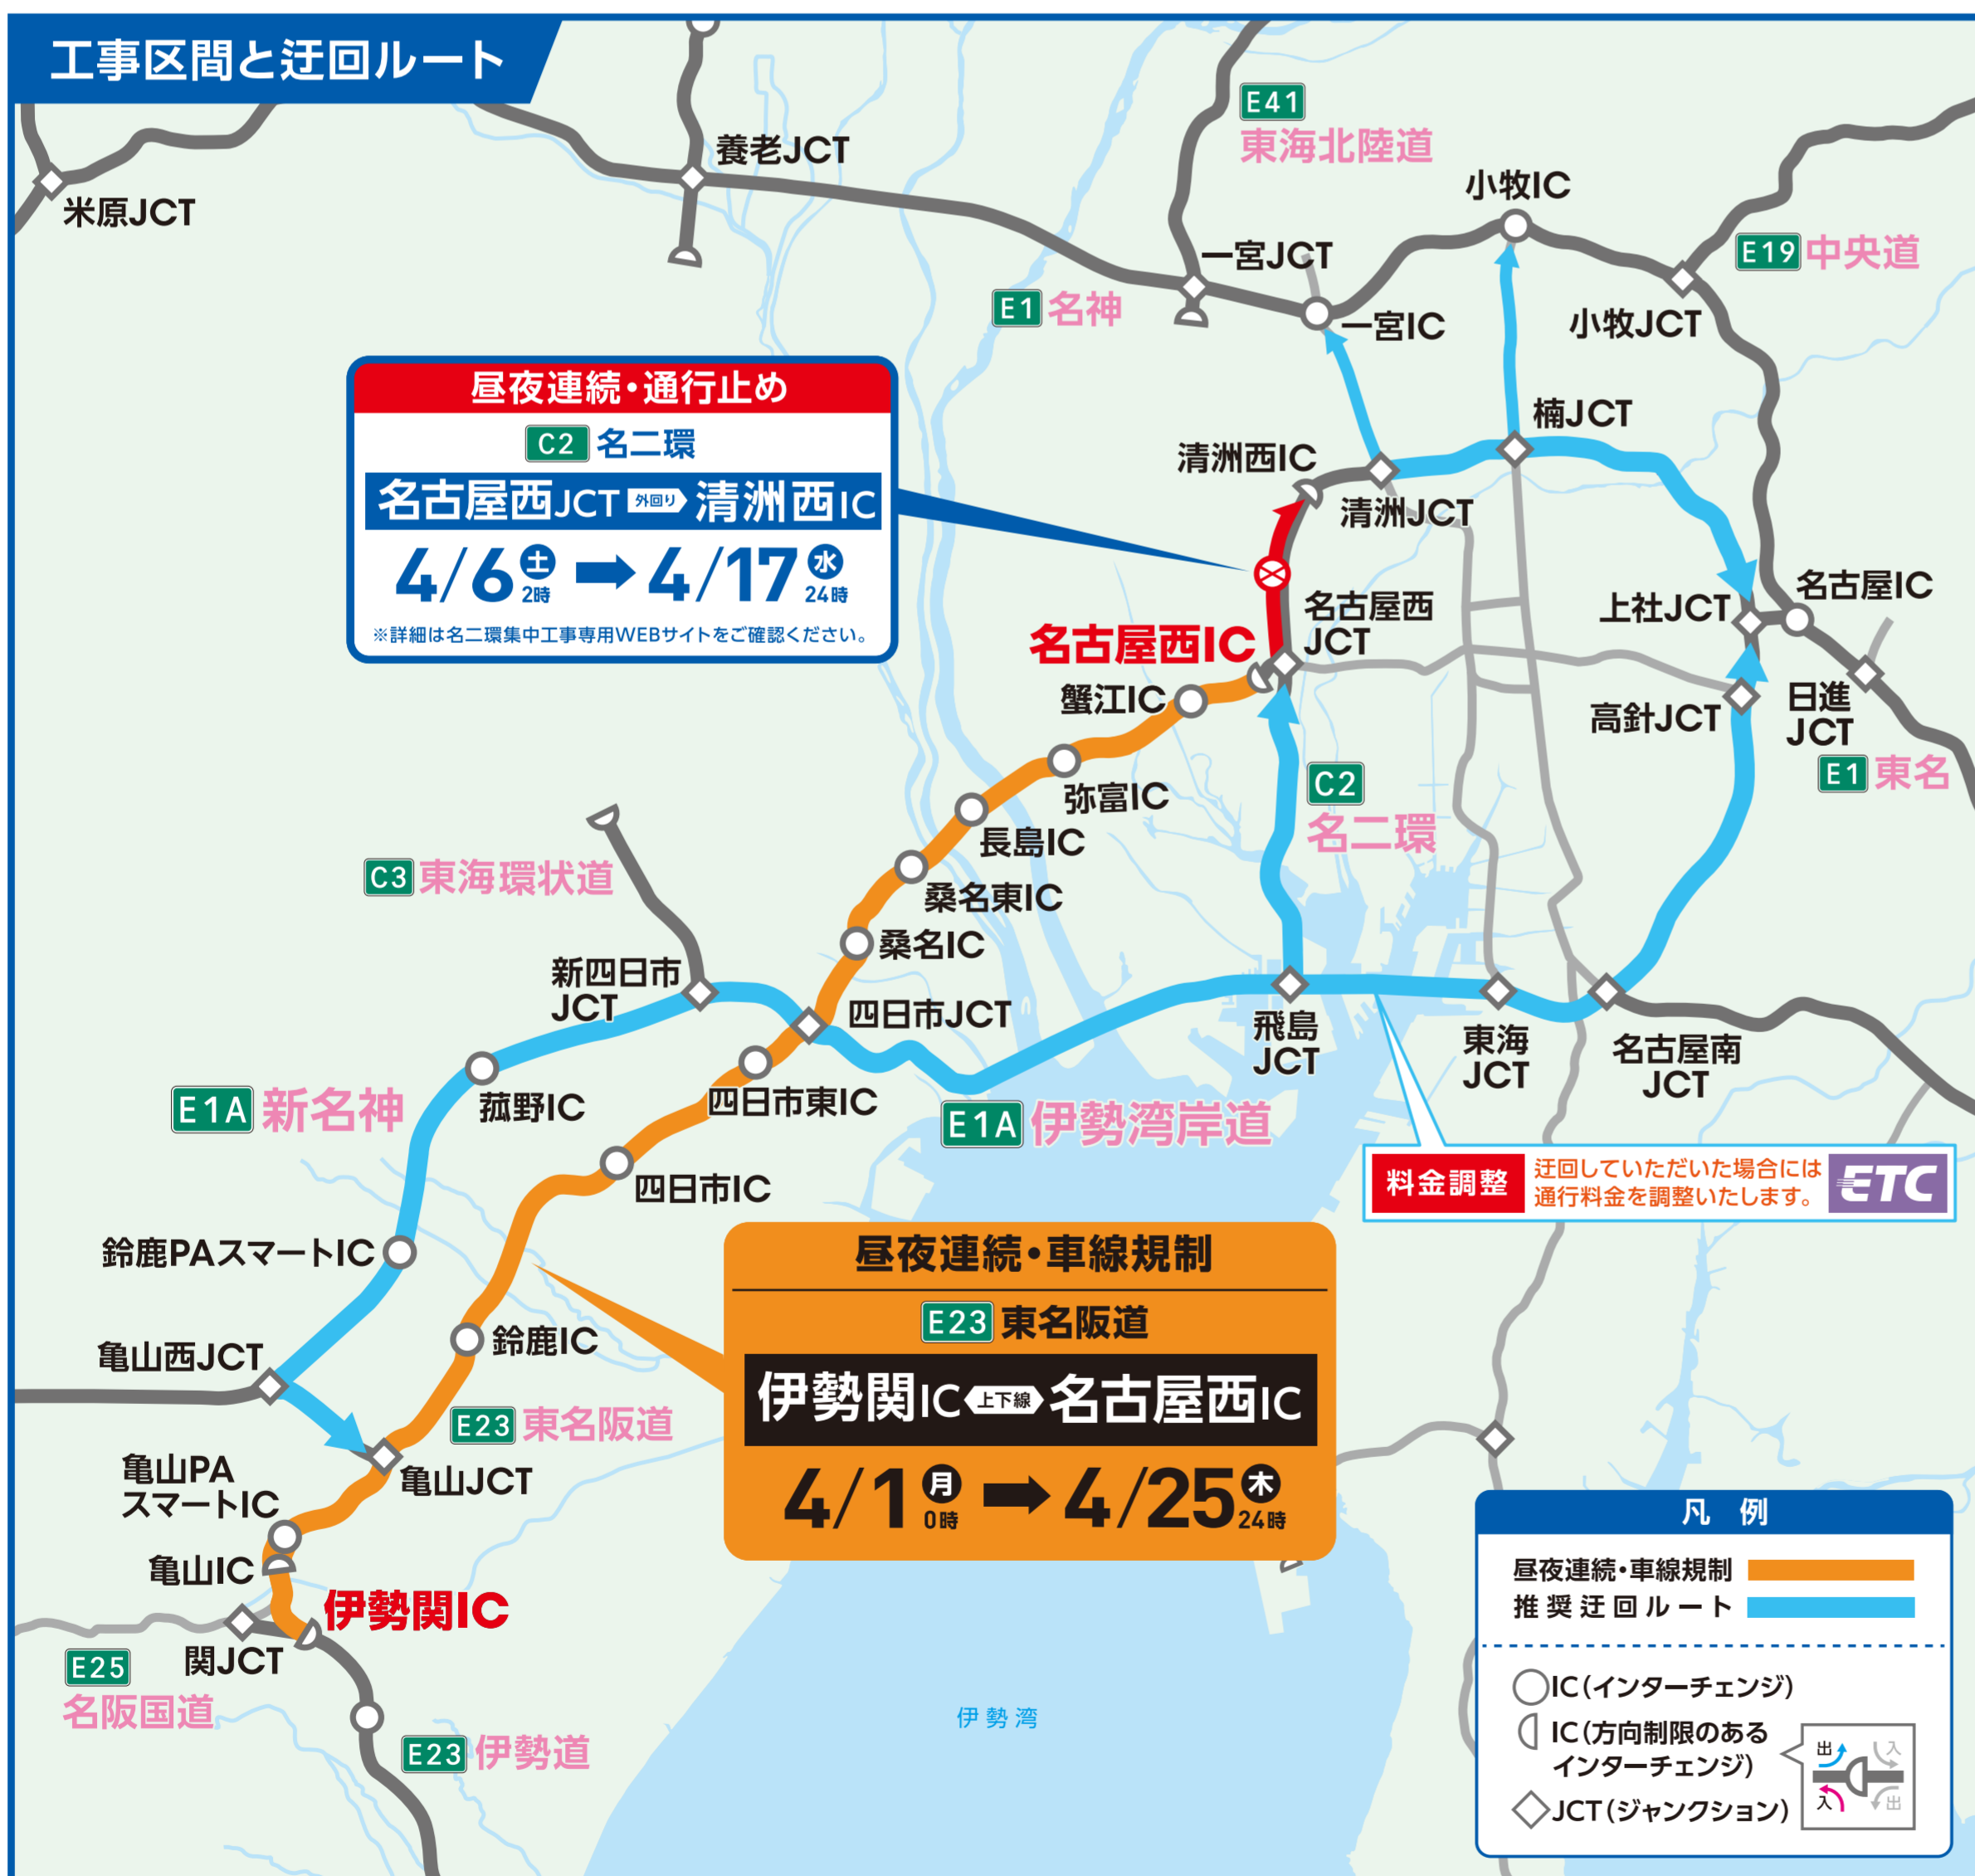 工事区間と迂回ルート
E41
東海北陸道
養老JCT
米原JCT
小牧IC
一宮JCT
E19 中央道
E1 名神
一宮IC
小牧JCT
昼夜連続・通行止め
C2 名二環
名古屋西JCT 外回り 清洲西IC
4/6 土 2時 ➡ 4/17 水 24時
※詳細は名二環集中工事専用WEBサイトをご確認ください。
楠JCT
清洲西IC
清洲JCT
名古屋西
JCT
名古屋西IC
上社JCT
名古屋IC
蟹江IC
高針JCT
日進
JCT
E1 東名
弥富IC
C2
名二環
長島IC
C3 東海環状道
桑名東IC
桑名IC
新四日市
JCT
四日市JCT
飛島
JCT
東海
JCT
名古屋南
JCT
E1A 新名神
菰野IC
四日市東IC
E1A 伊勢湾岸道
料金調整
迂回していただいた場合には
通行料金を調整いたします。
ETC
四日市IC
鈴鹿PAスマートIC
昼夜連続・車線規制
E23 東名阪道
伊勢関IC 上下線 名古屋西IC
4/1 月 0時 ➡ 4/25 木 24時
鈴鹿IC
亀山西JCT
E23 東名阪道
亀山JCT
亀山PA
スマートIC
亀山IC
伊勢関IC
関JCT
E25
名阪国道
E23 伊勢道
伊勢湾
凡例
昼夜連続・車線規制
推奨迂回ルート
IC(インターチェンジ)
IC(方向制限のある
インターチェンジ)
JCT(ジャンクション)
出 入
入 出